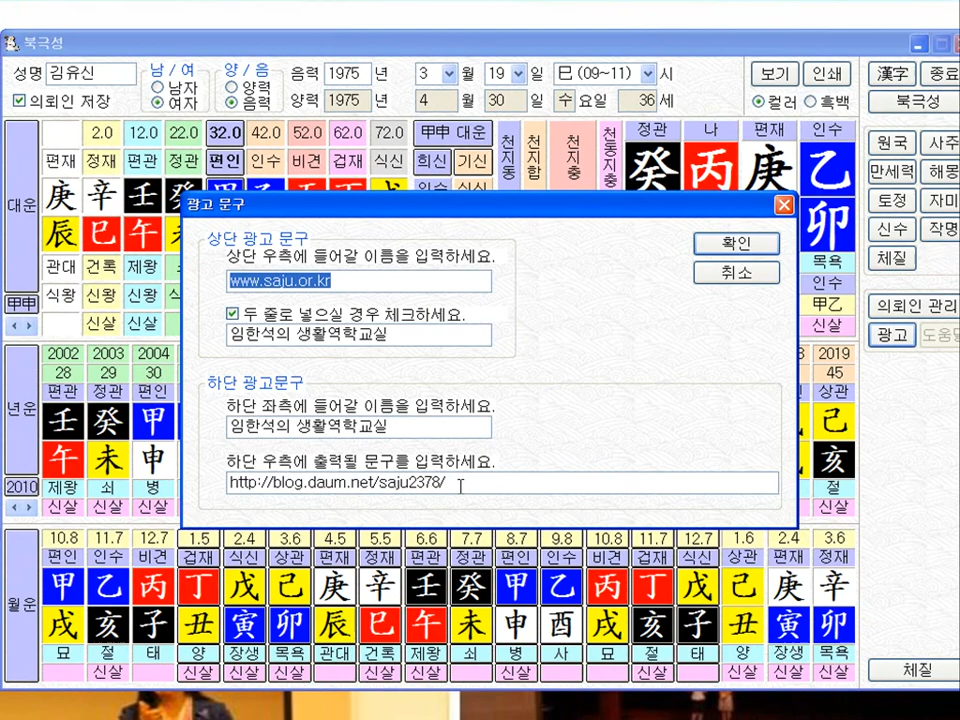 북극성
성명 김유신 남 / 여 양 / 음 음력 1975 년 3 월 19 일 巳 (09~11) 시 보기 인쇄 漢字 종료
남자 양력
의뢰인 저장 여자 음력 양력 1975 년 4 월 30 일 수 요일 36 세 컬러 흑백 북극성
2.0 12.0 22.0 32.0 42.0 52.0 62.0 72.0 甲申 대운 천지동 천지합 천지충 천동지충 정관 나 편재 인수
편재 정재 편관 정관 편인 인수 비견 겁재 식신 희신 기신 癸 丙 庚 乙 원국
대운 庚 辛 壬 만세력
辰 巳 午 卯 토정
관대 건록 제왕 목욕 신수
식왕 신왕 신왕 인수 체질
甲申 甲乙
신살 신살 신살
의뢰인 관리
광고
광고 문구
상단 광고 문구
상단 우측에 들어갈 이름을 입력하세요.
www.saju.or.kr
두 줄로 넣으실 경우 체크하세요.
임한석의 생활역학교실
확인
취소
하단 광고문구
하단 좌측에 들어갈 이름을 입력하세요.
임한석의 생활역학교실
하단 우측에 출력될 문구를 입력하세요.
http://blog.daum.net/saju2378/
2002 2003 2004 2019
28 29 30 45
편관 정관 편인 상관
년운 壬 癸 甲 己
午 未 申 亥
2010 제왕 쇠 병 절
신살 신살 신살 신살
10.8 11.7 12.7 1.5 2.4 3.6 4.5 5.5 6.6 7.7 8.7 9.8 10.8 11.7 12.7 1.6 2.4 3.6
편인 인수 비견 겁재 식신 상관 편재 정재 편관 정관 편인 인수 비견 겁재 식신 상관 편재 정재
월운 甲 乙 丙 丁 戊 己 庚 辛 壬 癸 甲 乙 丙 丁 戊 己 庚 辛
戌 亥 子 丑 寅 卯 辰 巳 午 未 申 酉 戌 亥 子 丑 寅 卯
묘 절 태 양 장생 목욕 관대 건록 제왕 쇠 병 사 묘 절 태 양 장생 목욕
신살 신살 신살 신살 신살 신살 신살 신살 신살 신살 신살
체질